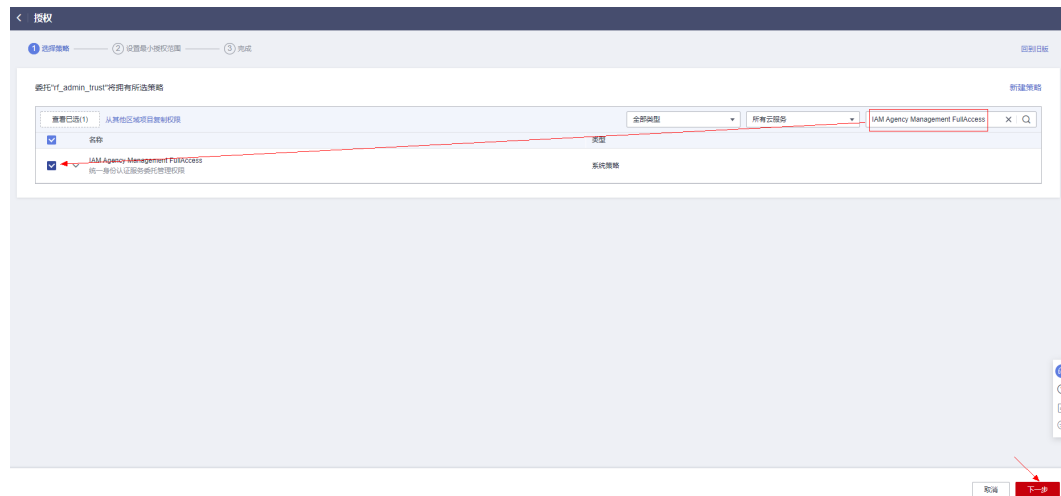 授权
1 选择策略 2 设置最小授权范围 3 完成 回到旧版
委托"rf_admin_trust"将拥有所选策略 新建策略
查看已选(1) 从其他区域项目复制权限 全部类型 所有云服务 IAM Agency Management FullAccess
名称 类型
IAM Agency Management FullAccess 系统策略
统一身份认证服务委托管理权限
取消 下一步